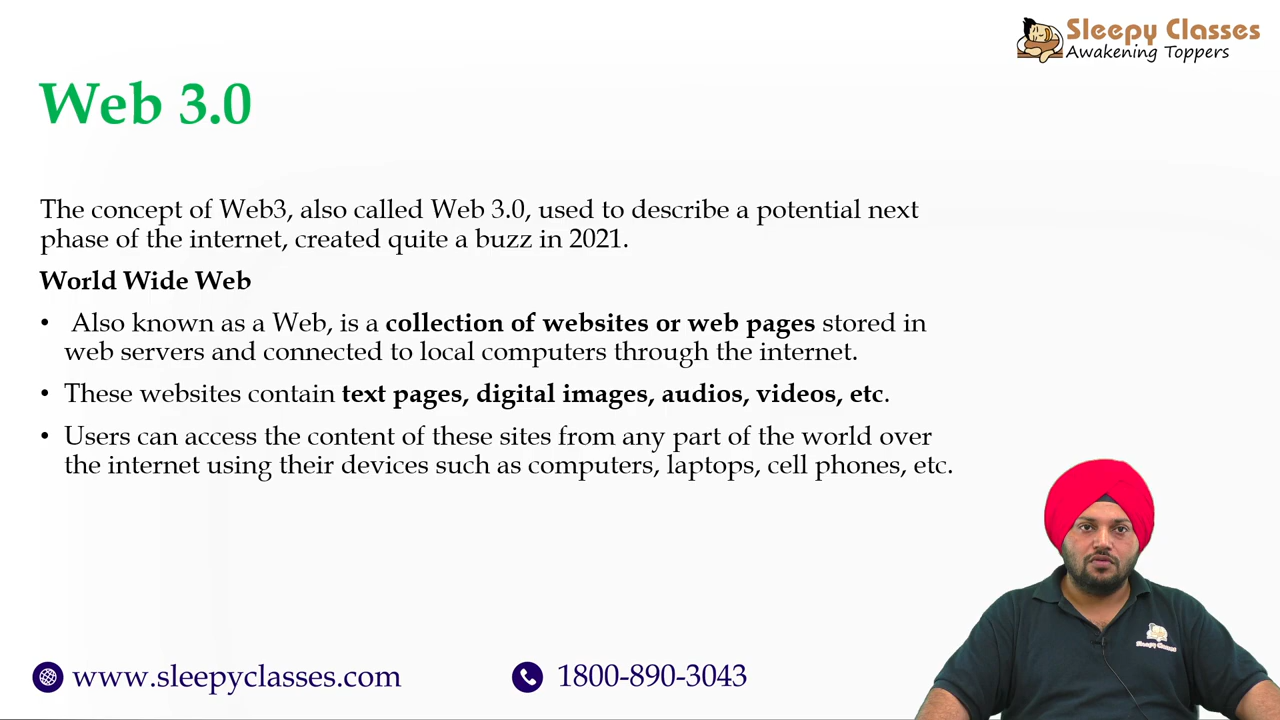 Sleepy Classes
Awakening Toppers
Web 3.0
The concept of Web3, also called Web 3.0, used to describe a potential next
phase of the internet, created quite a buzz in 2021.
World Wide Web
• Also known as a Web, is a collection of websites or web pages stored in
web servers and connected to local computers through the internet.
• These websites contain text pages, digital images, audios, videos, etc.
• Users can access the content of these sites from any part of the world over
the internet using their devices such as computers, laptops, cell phones, etc.
Sleepy Classes
www.sleepyclasses.com
1800-890-3043